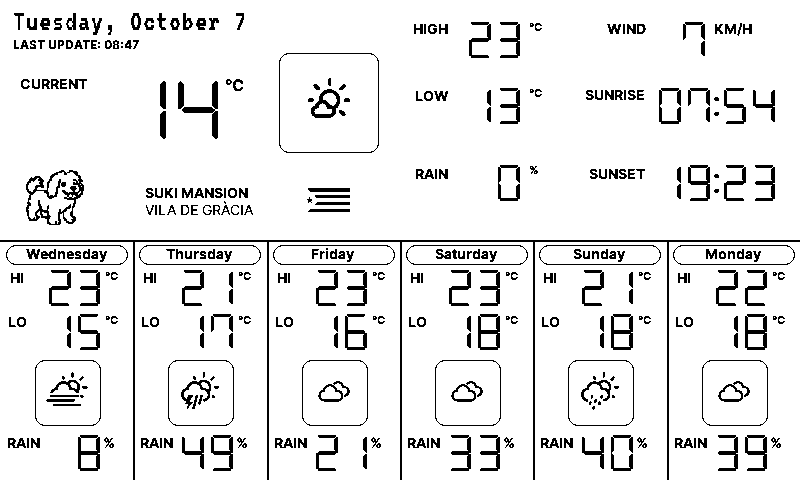 Tuesday, October 7
LAST UPDATE: 08:47
CURRENT 14 °C
HIGH 23 °C
WIND 7 KM/H
LOW 13 °C
SUNRISE 07:54
RAIN 0 %
SUNSET 19:23
SUKI MANSION
VILA DE GRÀCIA
Wednesday
HI 23 °C
LO 15 °C
RAIN 8 %
Thursday
HI 21 °C
LO 17 °C
RAIN 49 %
Friday
HI 23 °C
LO 16 °C
RAIN 21 %
Saturday
HI 23 °C
LO 18 °C
RAIN 33 %
Sunday
HI 21 °C
LO 18 °C
RAIN 40 %
Monday
HI 22 °C
LO 18 °C
RAIN 39 %